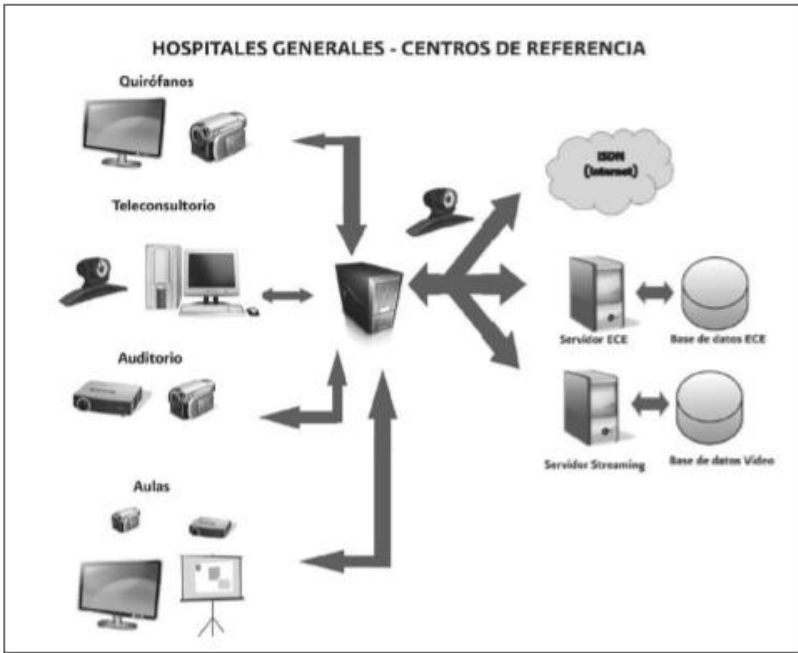 HOSPITALES GENERALES - CENTROS DE REFERENCIA
Quirófanos
Teleconsultorio
Auditorio
Aulas
ISDN
(Internet)
Servidor ECE
Base de datos ECE
Servidor Streaming
Base de datos Video